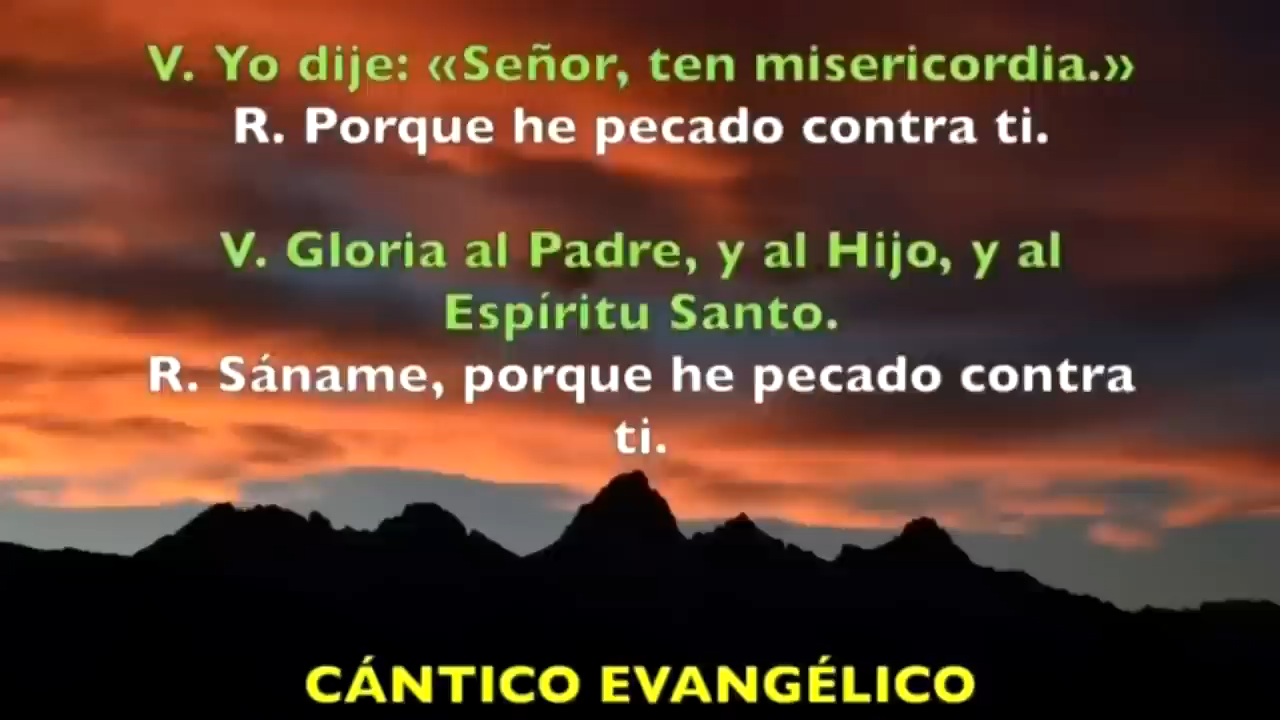 V. Yo dije: «Señor, ten misericordia.»
R. Porque he pecado contra ti.
V. Gloria al Padre, y al Hijo, y al
Espíritu Santo.
R. Sáname, porque he pecado contra
ti.
CÁNTICO EVANGÉLICO